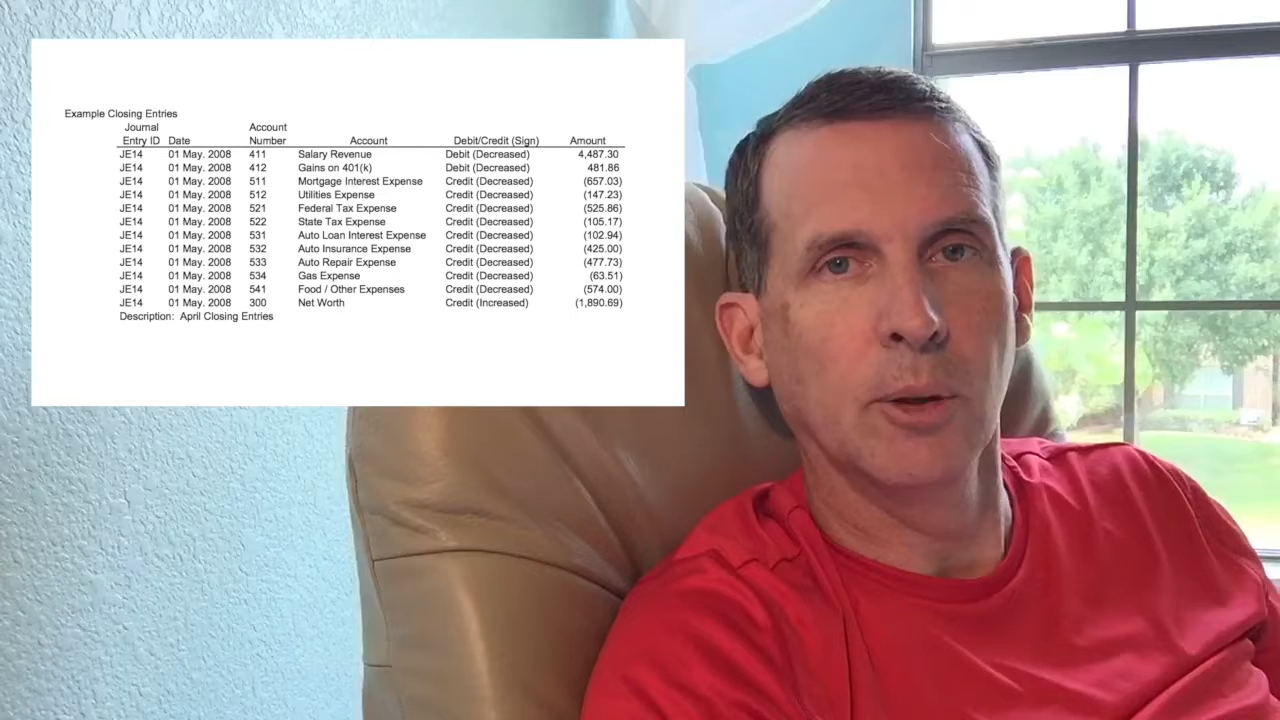 Example Closing Entries
Journal Account
Entry ID Date Number Account Debit/Credit (Sign) Amount
JE14 01 May. 2008 411 Salary Revenue Debit (Decreased) 4,487.30
JE14 01 May. 2008 412 Gains on 401(k) Debit (Decreased) 481.86
JE14 01 May. 2008 511 Mortgage Interest Expense Credit (Decreased) (657.03)
JE14 01 May. 2008 512 Utilities Expense Credit (Decreased) (147.23)
JE14 01 May. 2008 521 Federal Tax Expense Credit (Decreased) (525.86)
JE14 01 May. 2008 522 State Tax Expense Credit (Decreased) (105.17)
JE14 01 May. 2008 531 Auto Loan Interest Expense Credit (Decreased) (102.94)
JE14 01 May. 2008 532 Auto Insurance Expense Credit (Decreased) (425.00)
JE14 01 May. 2008 533 Auto Repair Expense Credit (Decreased) (477.73)
JE14 01 May. 2008 534 Gas Expense Credit (Decreased) (63.51)
JE14 01 May. 2008 541 Food / Other Expenses Credit (Decreased) (574.00)
JE14 01 May. 2008 300 Net Worth Credit (Increased) (1,890.69)
Description: April Closing Entries